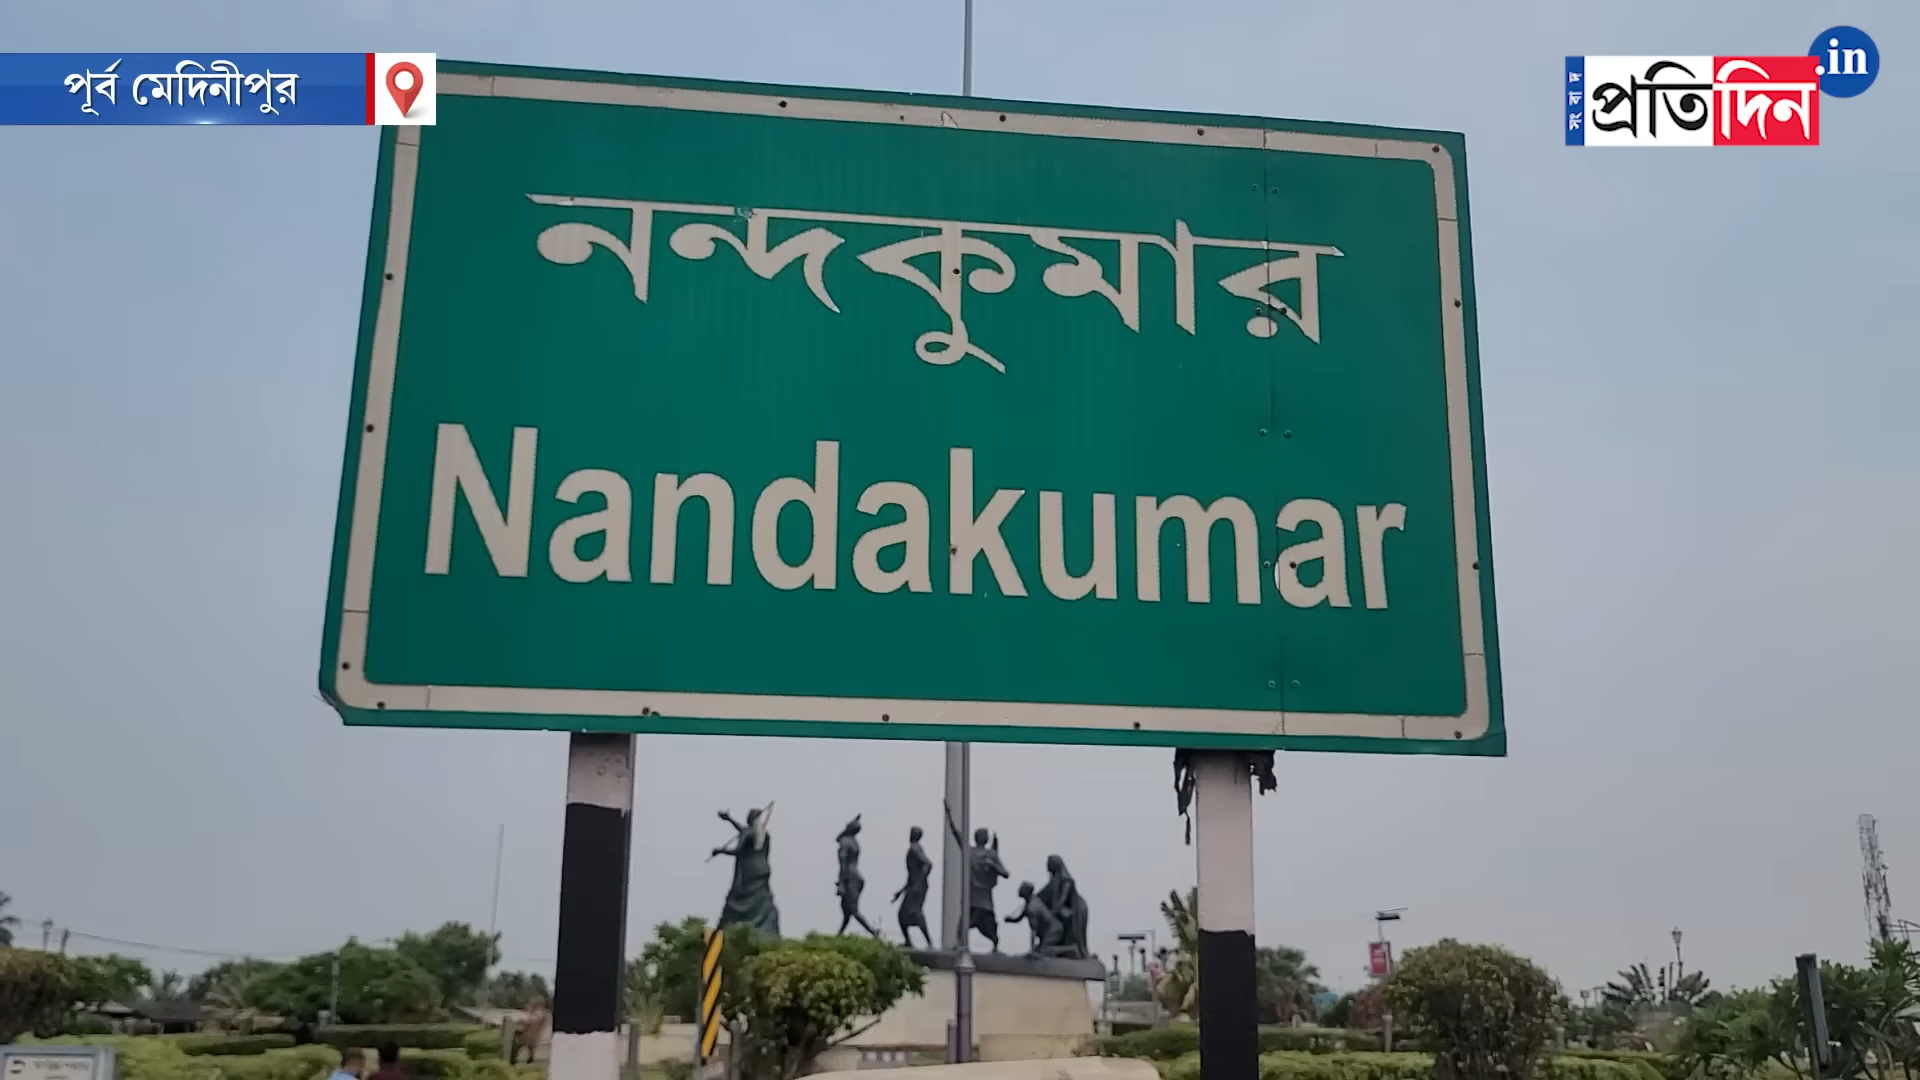 পূর্ব মেদিনীপুর
সংবাদ প্রতিদিন .in
নন্দকুমার
Nandakumar